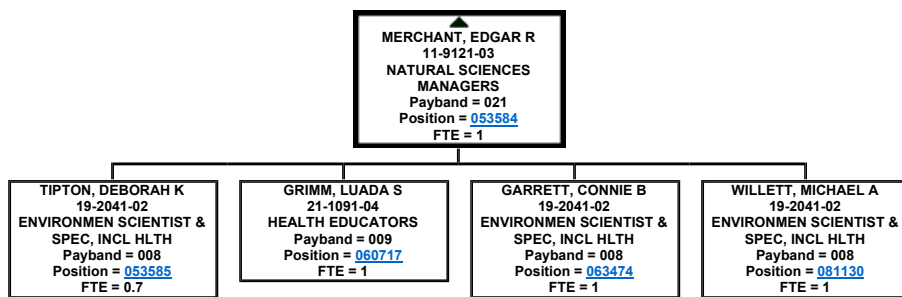 MERCHANT, EDGAR R
11-9121-03
NATURAL SCIENCES
MANAGERS
Payband = 021
Position = 053584
FTE = 1
TIPTON, DEBORAH K
19-2041-02
ENVIRONMEN SCIENTIST &
SPEC, INCL HLTH
Payband = 008
Position = 053585
FTE = 0.7
GRIMM, LUADA S
21-1091-04
HEALTH EDUCATORS
Payband = 009
Position = 060717
FTE = 1
GARRETT, CONNIE B
19-2041-02
ENVIRONMEN SCIENTIST &
SPEC, INCL HLTH
Payband = 008
Position = 063474
FTE = 1
WILLETT, MICHAEL A
19-2041-02
ENVIRONMEN SCIENTIST &
SPEC, INCL HLTH
Payband = 008
Position = 081130
FTE = 1